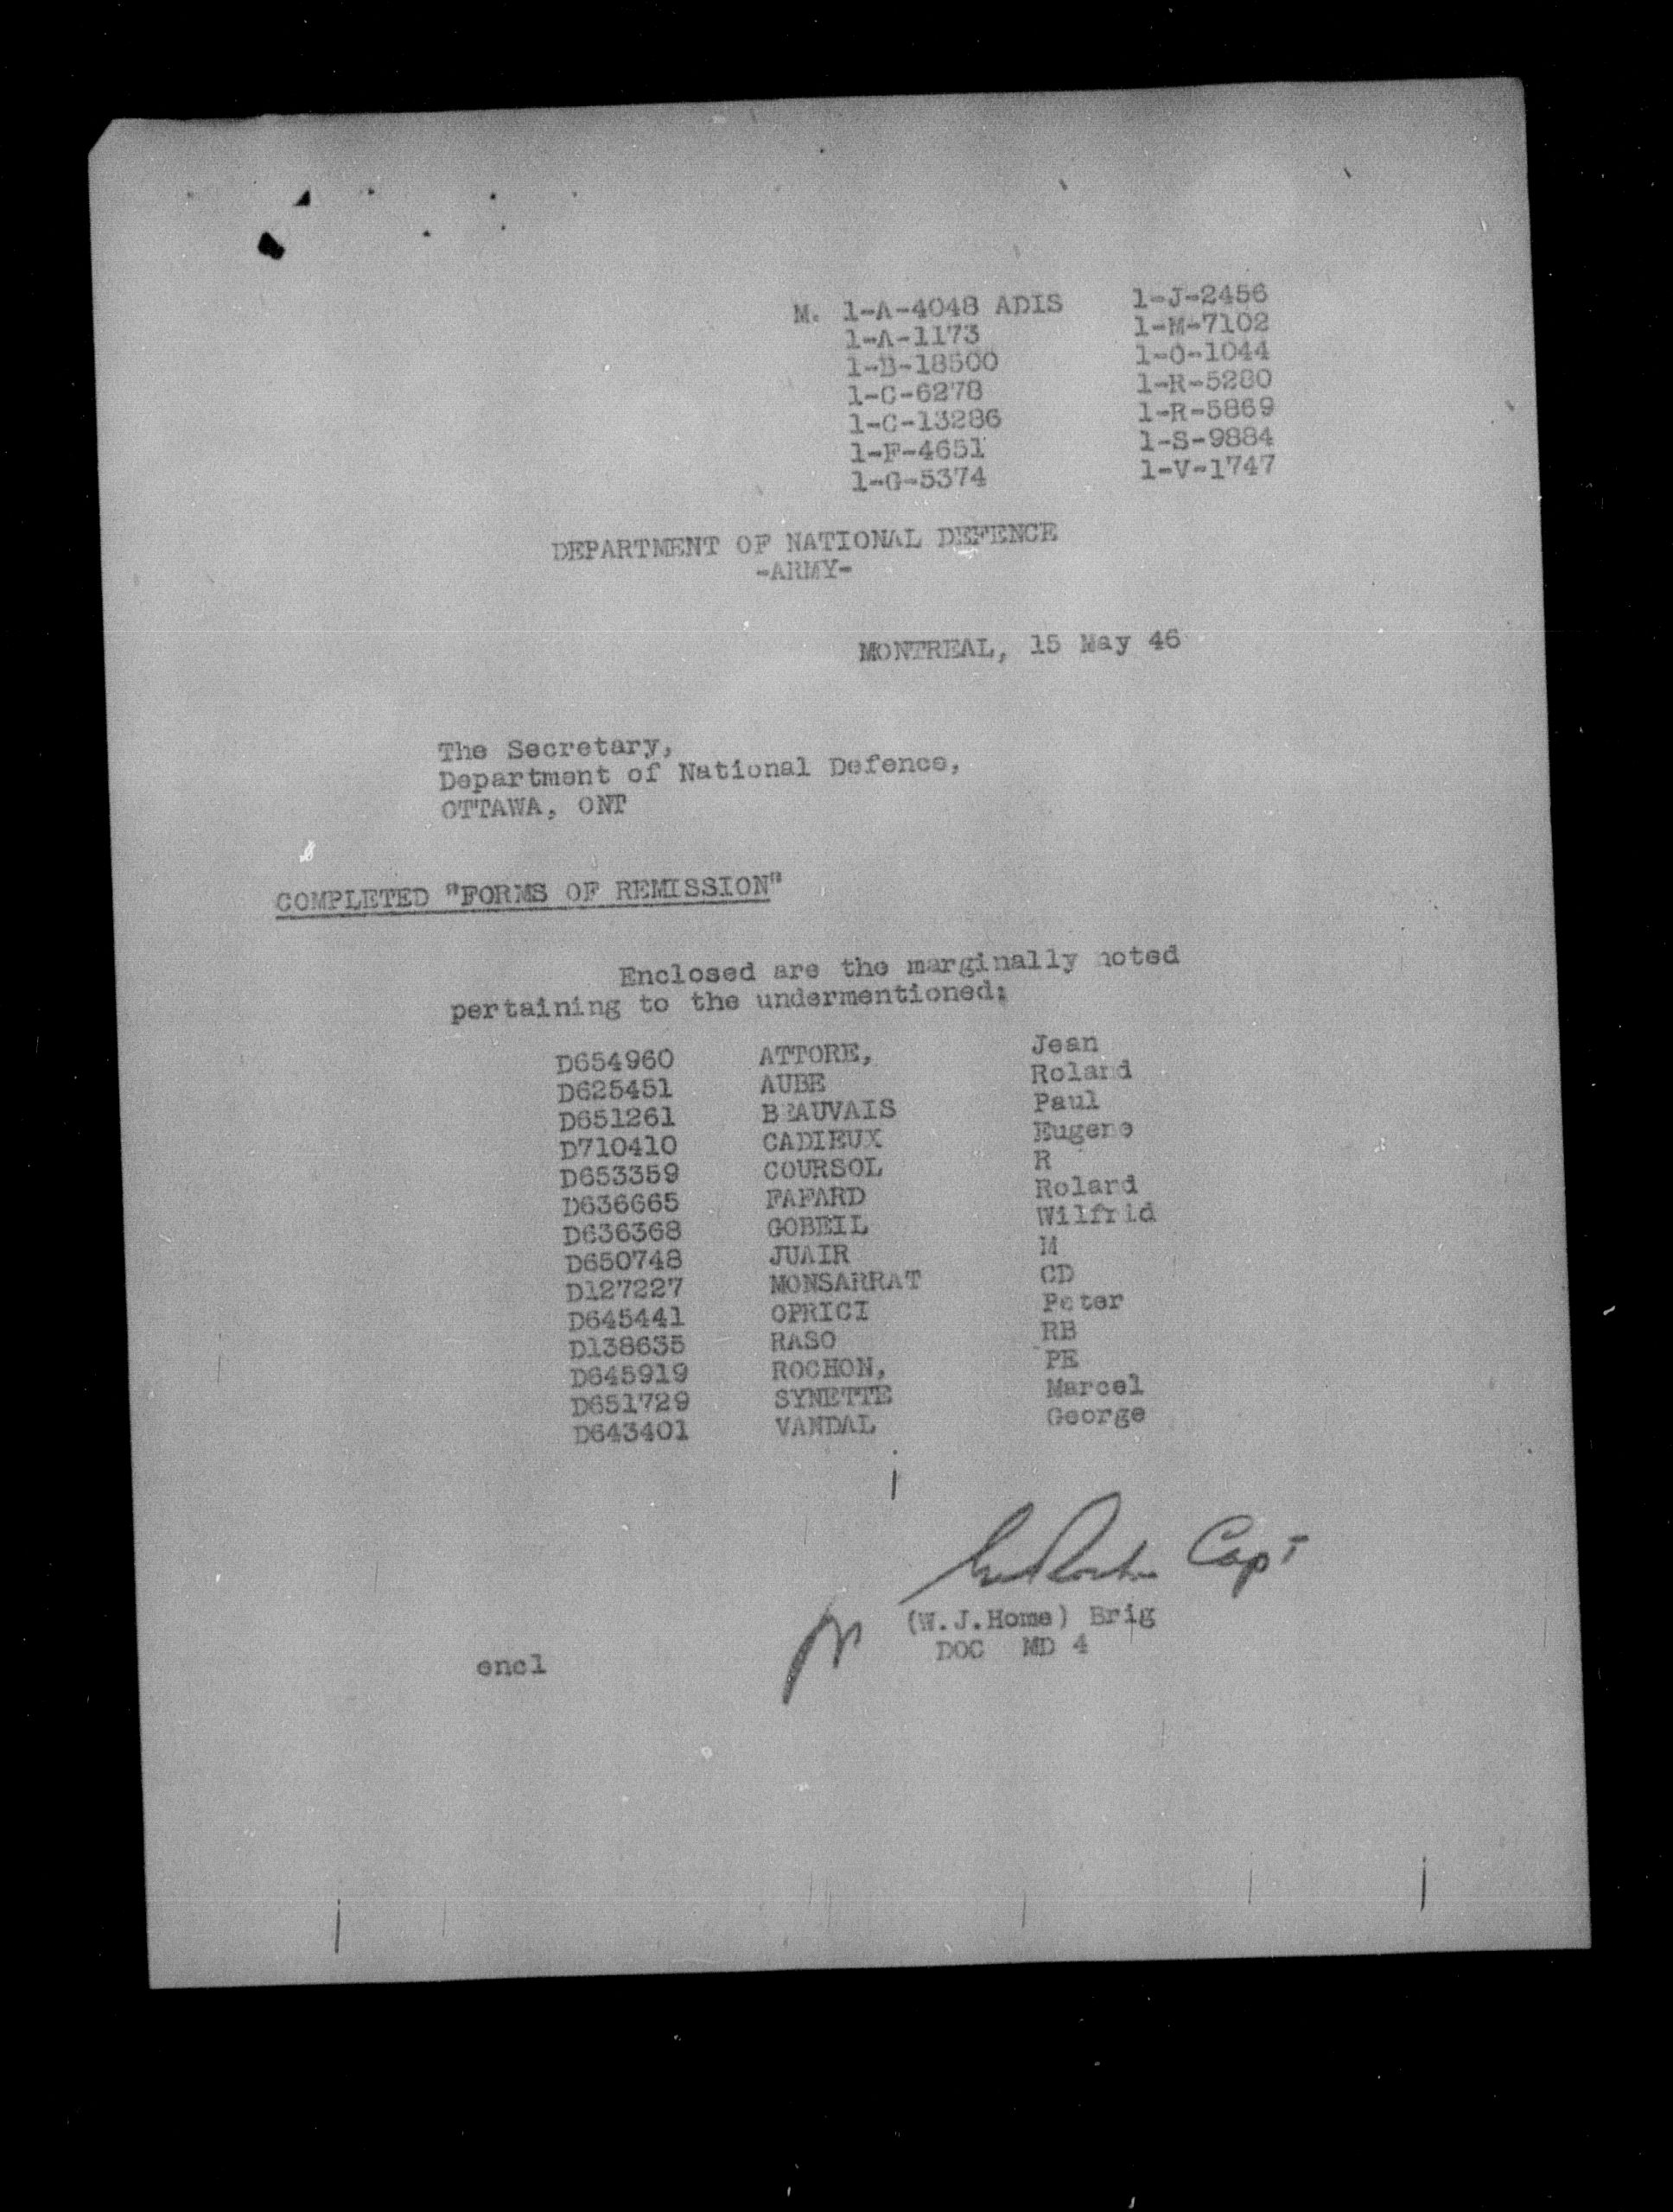 M. 1-A-4048 ADIS 1-J-2456
1-A-1173 1-M-7102
1-B-18500 1-O-1044
1-C-6278 1-R-5280
1-C-13286 1-R-5869
1-F-4651 1-S-9884
1-G-5374 1-V-1747
DEPARTMENT OF NATIONAL DEFENCE
-ARMY-
MONTREAL, 15 May 46
The Secretary,
Department of National Defence,
OTTAWA, ONT
COMPLETED "FORMS OF REMISSION"
Enclosed are the marginally noted
pertaining to the undermentioned:
D654960 ATTORE, Jean
D625451 AUBE Roland
D651261 BEAUVAIS Paul
D710410 CADIEUX Eugene
D653359 COURSOL R
D636665 FAFARD Roland
D636368 GOBEIL Wilfrid
D650748 JUAIR M
D127227 MONSARRAT CD
D645441 OPRICI Peter
D138635 RASO RB
D645919 ROCHON, PE
D651729 SYNETTE Marcel
D643401 VANDAL George
Capt
(W.J.Home) Brig
DOC MD 4
encl